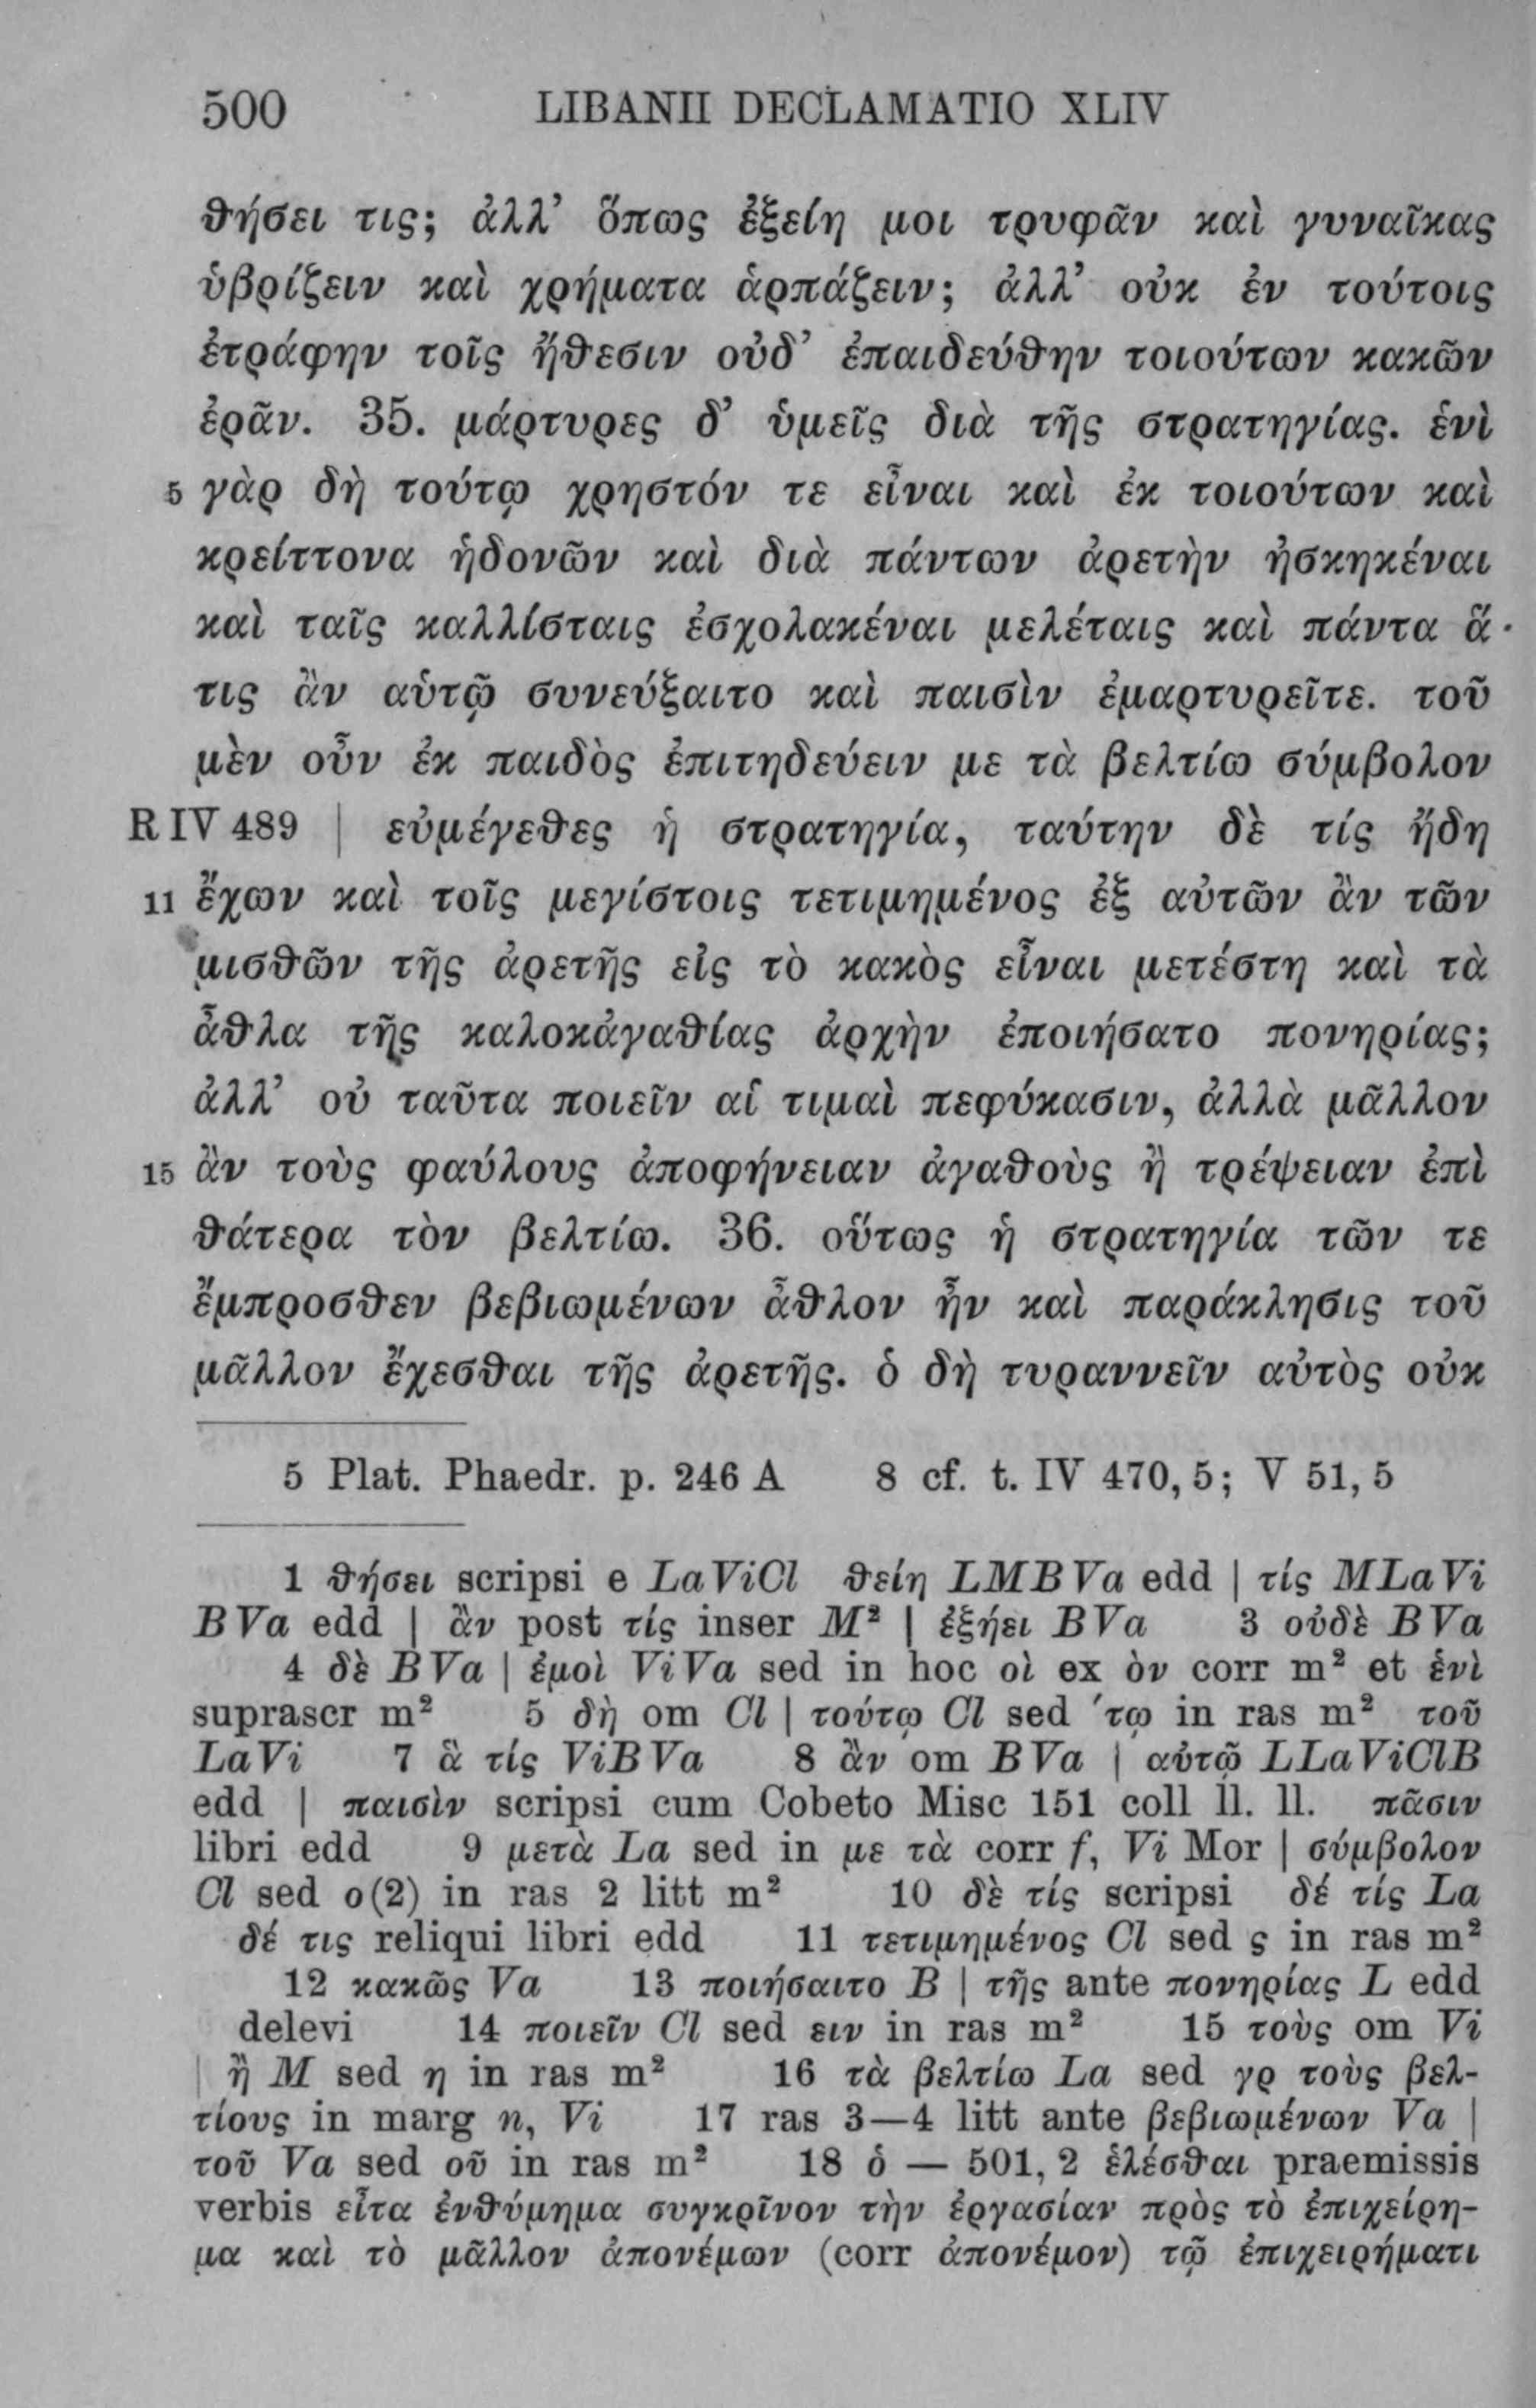 500 LIBANII DECLAMATIO XLIV
θήσει τις; ἀλλ’ ὅπως ἐξείη μοι τρυφᾶν καὶ γυναῖκας
ὑβρίζειν καὶ χρήματα ἁρπάζειν; ἀλλ’ οὐκ ἐν τούτοις
ἐτράφην τοῖς ἤθεσιν οὐδ’ ἐπαιδεύθην τοιούτων κακῶν
ἐρᾶν. 35. μάρτυρες δ’ ὑμεῖς διὰ τῆς στρατηγίας. ἑνὶ
5 γὰρ δὴ τούτῳ χρηστόν τε εἶναι καὶ ἐκ τοιούτων καὶ
κρείττονα ἡδονῶν καὶ διὰ πάντων ἀρετὴν ἠσκηκέναι
καὶ ταῖς καλλίσταις ἐσχολακέναι μελέταις καὶ πάντα ἅ
τις ἂν αὑτῷ συνεύξαιτο καὶ παισὶν ἐμαρτυρεῖτε. τοῦ
μὲν οὖν ἐκ παιδὸς ἐπιτηδεύειν με τὰ βελτίω σύμβολον
R IV 489 | εὐμέγεθες ἡ στρατηγία, ταύτην δὲ τίς ἤδη
11 ἔχων καὶ τοῖς μεγίστοις τετιμημένος ἐξ αὐτῶν ἂν τῶν
μισθῶν τῆς ἀρετῆς εἰς τὸ κακὸς εἶναι μετέστη καὶ τὰ
ἆθλα τῆς καλοκἀγαθίας ἀρχὴν ἐποιήσατο πονηρίας;
ἀλλ’ οὐ ταῦτα ποιεῖν αἱ τιμαὶ πεφύκασιν, ἀλλὰ μᾶλλον
15 ἂν τοὺς φαύλους ἀποφήνειαν ἀγαθοὺς ἢ τρέψειαν ἐπὶ
θάτερα τὸν βελτίω. 36. οὕτως ἡ στρατηγία τῶν τε
ἔμπροσθεν βεβιωμένων ἆθλον ἦν καὶ παράκλησις τοῦ
μᾶλλον ἔχεσθαι τῆς ἀρετῆς. ὁ δὴ τυραννεῖν αὐτὸς οὐκ
5 Plat. Phaedr. p. 246 A 8 cf. t. IV 470, 5; V 51, 5
1 θήσει scripsi e LaViCl θείη LMBVa edd | τίς MLaVi
BVa edd | ἂν post τίς inser M² | ἐξήει BVa 3 οὐδὲ BVa
4 δὲ BVa | ἐμοὶ ViVa sed in hoc οὶ ex ὸν corr m² et ἑνὶ
suprascr m² 5 δὴ om Cl | τούτῳ Cl sed ´τῳ in ras m² τοῦ
LaVi 7 ἃ τίς ViBVa 8 ἂν om BVa | αὐτῷ LLaViClB
edd | παισὶν scripsi cum Cobeto Misc 151 coll ll. ll. πᾶσιν
libri edd 9 μετὰ La sed in με τὰ corr f, Vi Mor | σύμβολον
Cl sed ο(2) in ras 2 litt m² 10 δὲ τίς scripsi δέ τίς La
δέ τις reliqui libri edd 11 τετιμημένος Cl sed ς in ras m²
12 κακῶς Va 13 ποιήσαιτο B | τῆς ante πονηρίας L edd
delevi 14 ποιεῖν Cl sed ειν in ras m² 15 τοὺς om Vi
| ἢ M sed η in ras m² 16 τὰ βελτίω La sed γρ τοὺς βελ-
τίους in marg n, Vi 17 ras 3—4 litt ante βεβιωμένων Va |
τοῦ Va sed οῦ in ras m² 18 ὁ — 501, 2 ἑλέσθαι praemissis
verbis εἶτα ἐνθύμημα συγκρῖνον τὴν ἐργασίαν πρὸς τὸ ἐπιχείρη-
μα καὶ τὸ μᾶλλον ἀπονέμων (corr ἀπονέμον) τῷ ἐπιχειρήματι